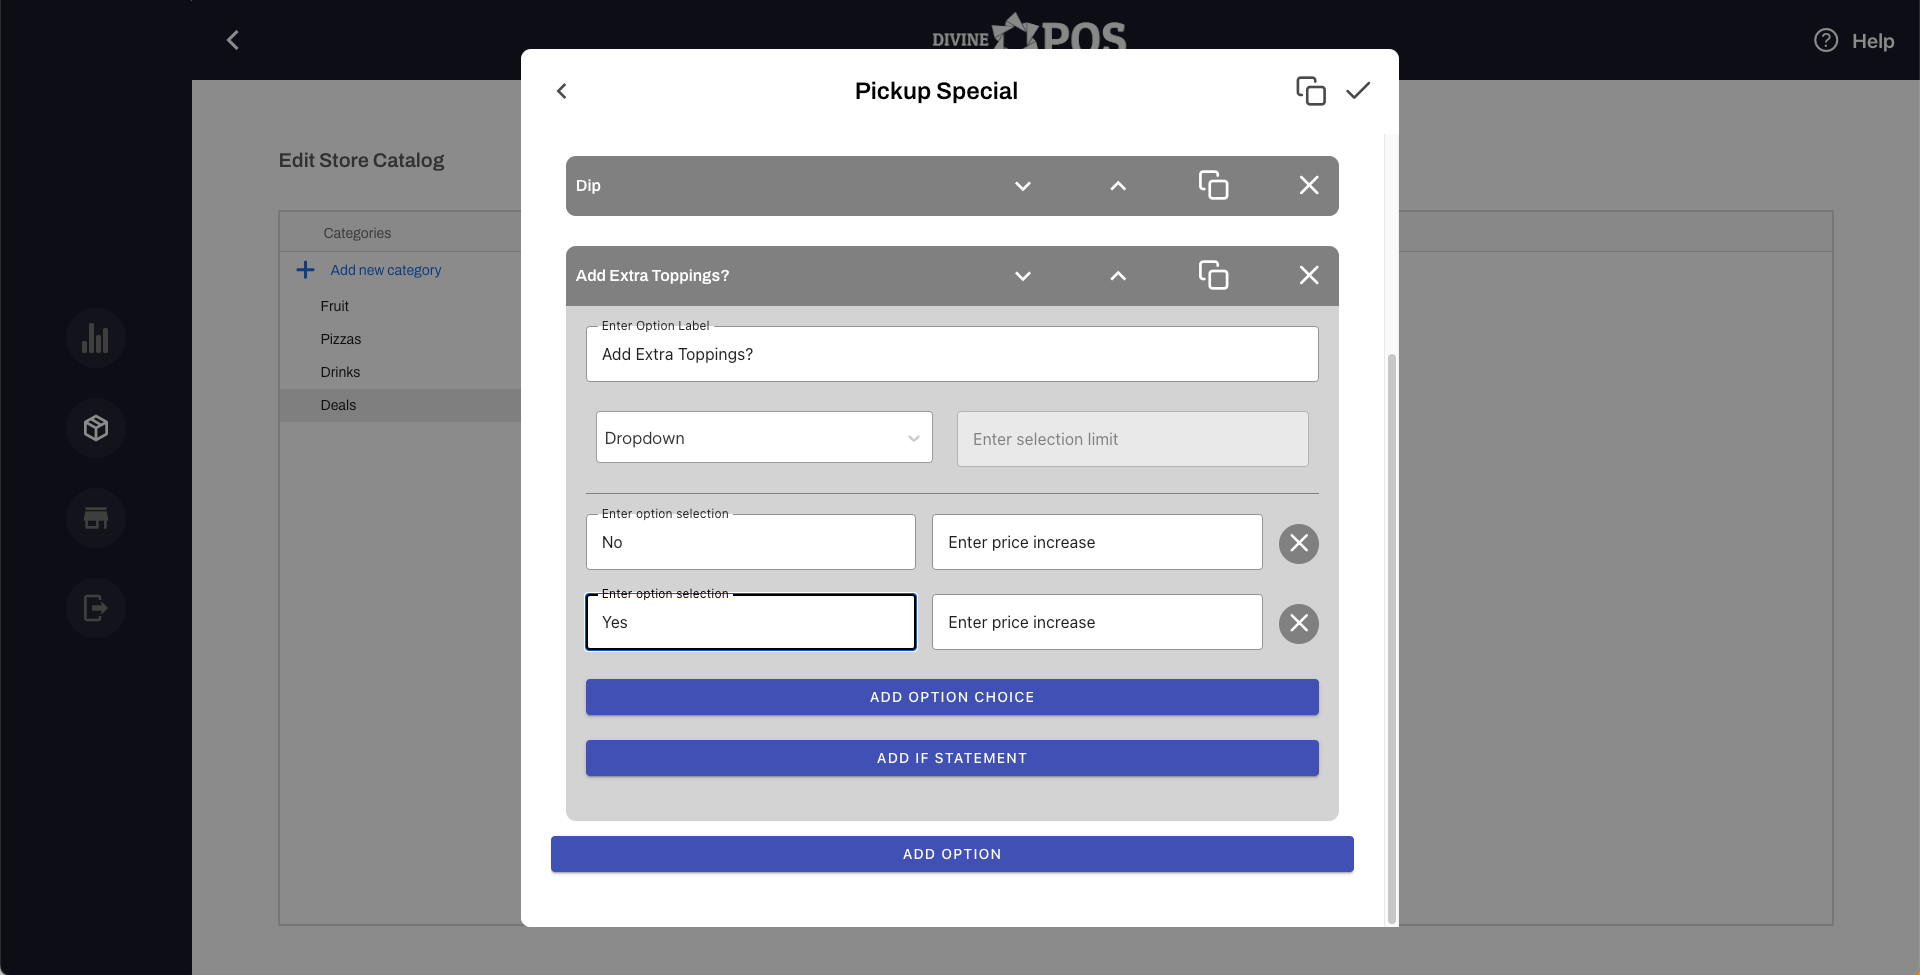 DIVINE POS
Help
Pickup Special
Edit Store Catalog
Categories
Add new category
Fruit
Pizzas
Drinks
Deals
Dip
Add Extra Toppings?
Enter Option Label
Add Extra Toppings?
Dropdown
Enter selection limit
Enter option selection
No
Enter price increase
Enter option selection
Yes
Enter price increase
ADD OPTION CHOICE
ADD IF STATEMENT
ADD OPTION